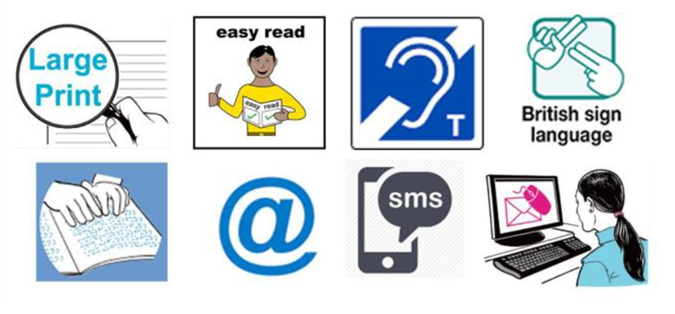 Large
Print
easy read
easy read
T
British sign
language
@
sms